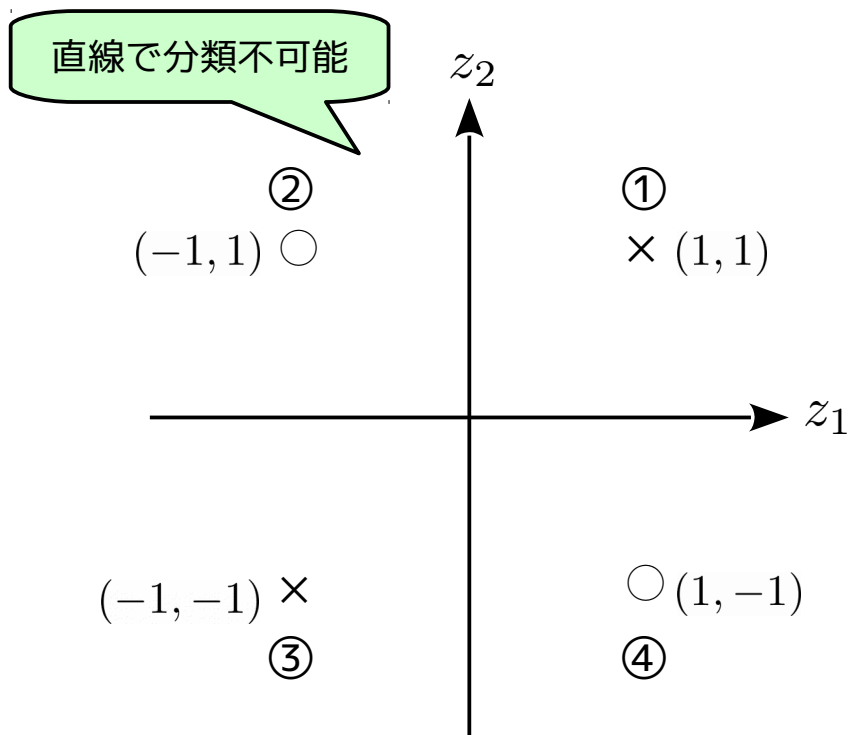 直線で分類不可能
z₂
② ①
(−1, 1) ○ × (1, 1)
z₁
(−1, −1) × ○ (1, −1)
③ ④